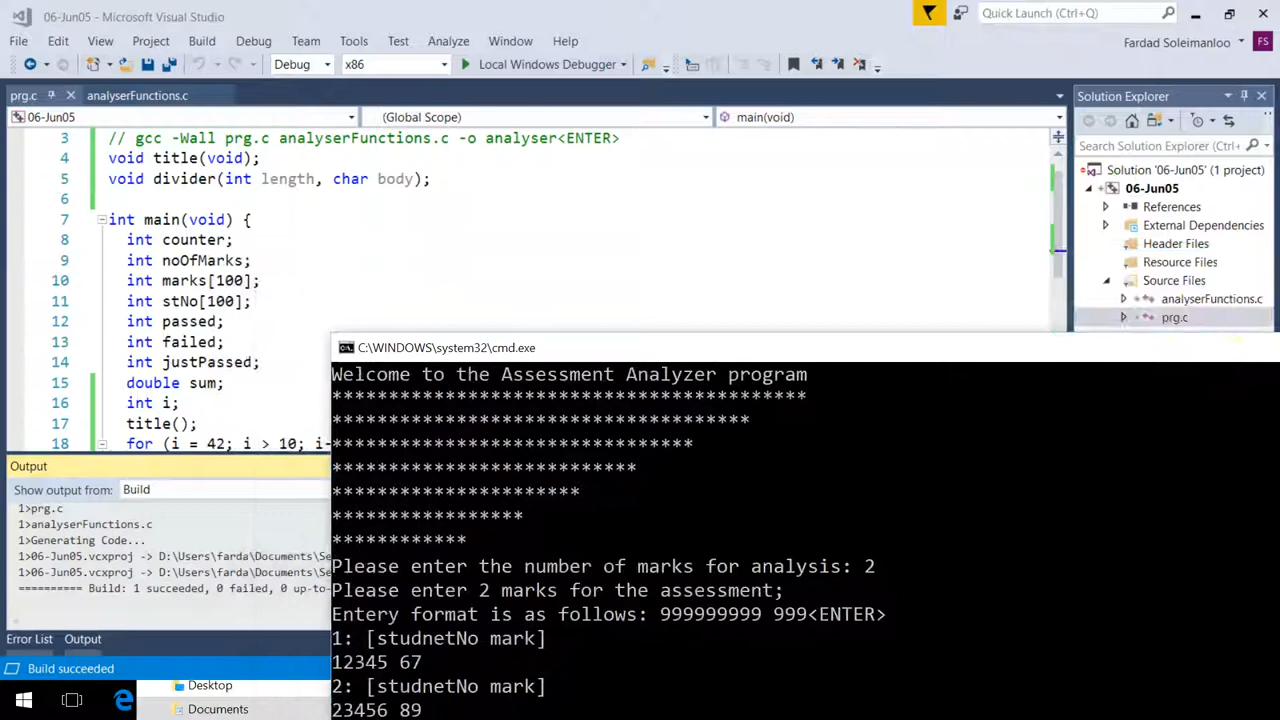 06-Jun05 - Microsoft Visual Studio
Quick Launch (Ctrl+Q)
File Edit View Project Build Debug Team Tools Test Analyze Window Help
Fardad Soleimanloo FS
Debug x86 Local Windows Debugger
prg.c analyserFunctions.c
Solution Explorer
06-Jun05 (Global Scope) main(void)
Search Solution Explorer (Ctrl+;)
3 // gcc -Wall prg.c analyserFunctions.c -o analyser<ENTER>
4 void title(void);
5 void divider(int length, char body);
6
7 int main(void) {
8 int counter;
9 int noOfMarks;
10 int marks[100];
11 int stNo[100];
12 int passed;
13 int failed;
14 int justPassed;
15 double sum;
16 int i;
17 title();
18 for (i = 42; i > 10; i-
Solution '06-Jun05' (1 project)
06-Jun05
References
External Dependencies
Header Files
Resource Files
Source Files
analyserFunctions.c
prg.c
Output
Show output from: Build
1>prg.c
1>analyserFunctions.c
1>Generating Code...
1>06-Jun05.vcxproj -> D:\Users\farda\Documents\Se
1>06-Jun05.vcxproj -> D:\Users\farda\Documents\Se
========== Build: 1 succeeded, 0 failed, 0 up-to-
Error List Output
Build succeeded
Desktop
Documents
C:\WINDOWS\system32\cmd.exe
Welcome to the Assessment Analyzer program
******************************************
*************************************
********************************
***************************
**********************
*****************
************
Please enter the number of marks for analysis: 2
Please enter 2 marks for the assessment;
Entery format is as follows: 999999999 999<ENTER>
1: [studnetNo mark]
12345 67
2: [studnetNo mark]
23456 89